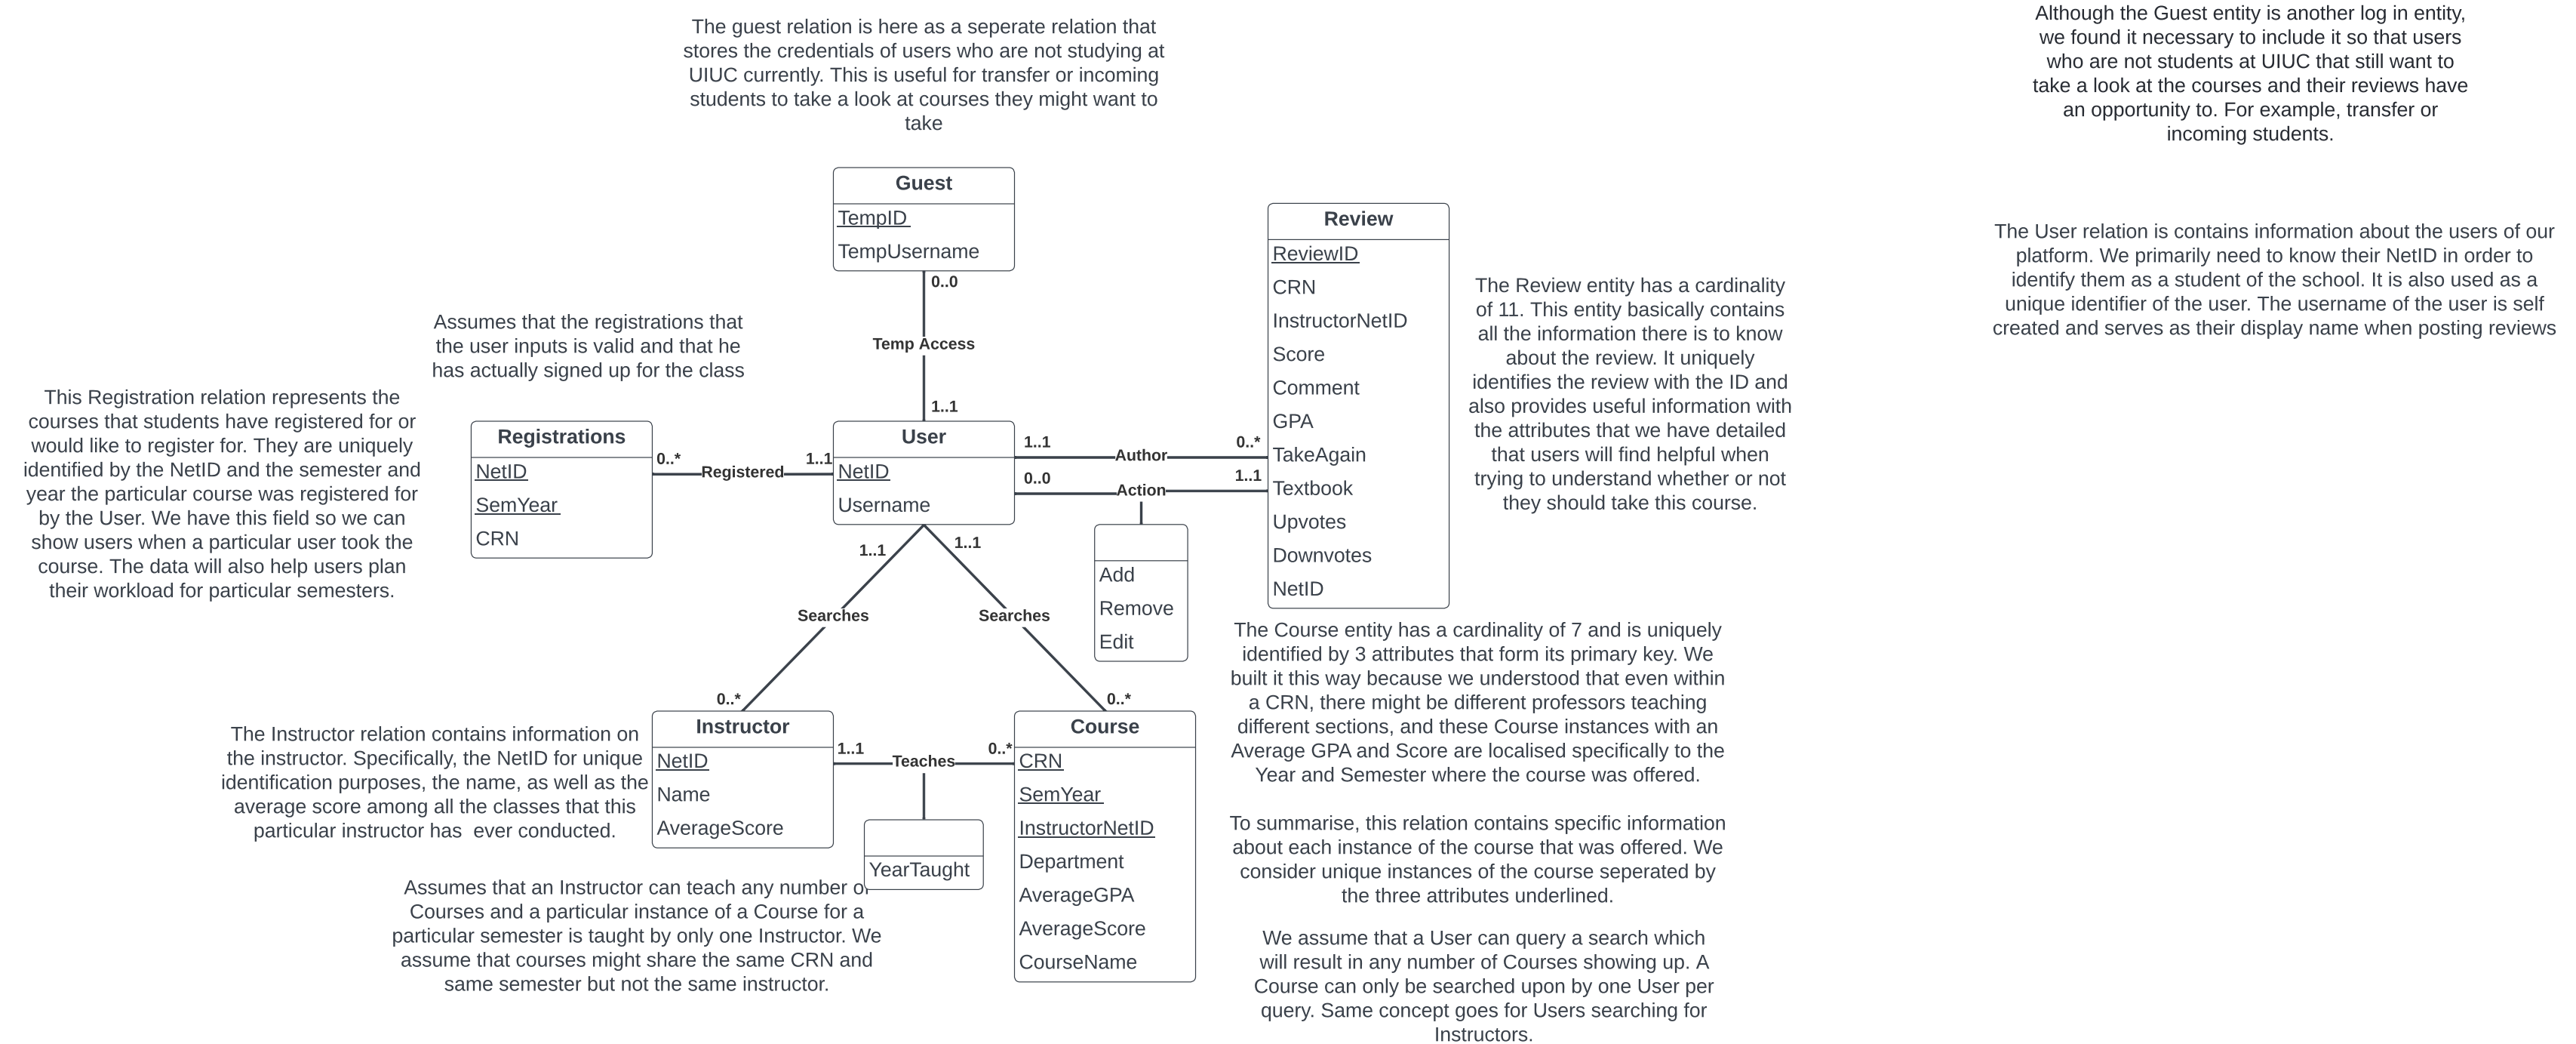 The guest relation is here as a seperate relation that
stores the credentials of users who are not studying at
UIUC currently. This is useful for transfer or incoming
students to take a look at courses they might want to
take
Although the Guest entity is another log in entity,
we found it necessary to include it so that users
who are not students at UIUC that still want to
take a look at the courses and their reviews have
an opportunity to. For example, transfer or
incoming students.
Guest
TempID
TempUsername
0..0
Temp Access
1..1
Review
ReviewID
CRN
InstructorNetID
Score
Comment
GPA
TakeAgain
Textbook
Upvotes
Downvotes
NetID
The Review entity has a cardinality
of 11. This entity basically contains
all the information there is to know
about the review. It uniquely
identifies the review with the ID and
also provides useful information with
the attributes that we have detailed
that users will find helpful when
trying to understand whether or not
they should take this course.
The User relation is contains information about the users of our
platform. We primarily need to know their NetID in order to
identify them as a student of the school. It is also used as a
unique identifier of the user. The username of the user is self
created and serves as their display name when posting reviews
Assumes that the registrations that
the user inputs is valid and that he
has actually signed up for the class
This Registration relation represents the
courses that students have registered for or
would like to register for. They are uniquely
identified by the NetID and the semester and
year the particular course was registered for
by the User. We have this field so we can
show users when a particular user took the
course. The data will also help users plan
their workload for particular semesters.
Registrations
NetID
SemYear
CRN
0..*
Registered
1..1
User
NetID
Username
1..1
Author
0..*
0..0
Action
1..1
Add
Remove
Edit
1..1
1..1
Searches
Searches
0..*
0..*
The Course entity has a cardinality of 7 and is uniquely
identified by 3 attributes that form its primary key. We
built it this way because we understood that even within
a CRN, there might be different professors teaching
different sections, and these Course instances with an
Average GPA and Score are localised specifically to the
Year and Semester where the course was offered.
To summarise, this relation contains specific information
about each instance of the course that was offered. We
consider unique instances of the course seperated by
the three attributes underlined.
The Instructor relation contains information on
the instructor. Specifically, the NetID for unique
identification purposes, the name, as well as the
average score among all the classes that this
particular instructor has  ever conducted.
Instructor
NetID
Name
AverageScore
1..1
Teaches
0..*
YearTaught
Course
CRN
SemYear
InstructorNetID
Department
AverageGPA
AverageScore
CourseName
Assumes that an Instructor can teach any number of
Courses and a particular instance of a Course for a
particular semester is taught by only one Instructor. We
assume that courses might share the same CRN and
same semester but not the same instructor.
We assume that a User can query a search which
will result in any number of Courses showing up. A
Course can only be searched upon by one User per
query. Same concept goes for Users searching for
Instructors.